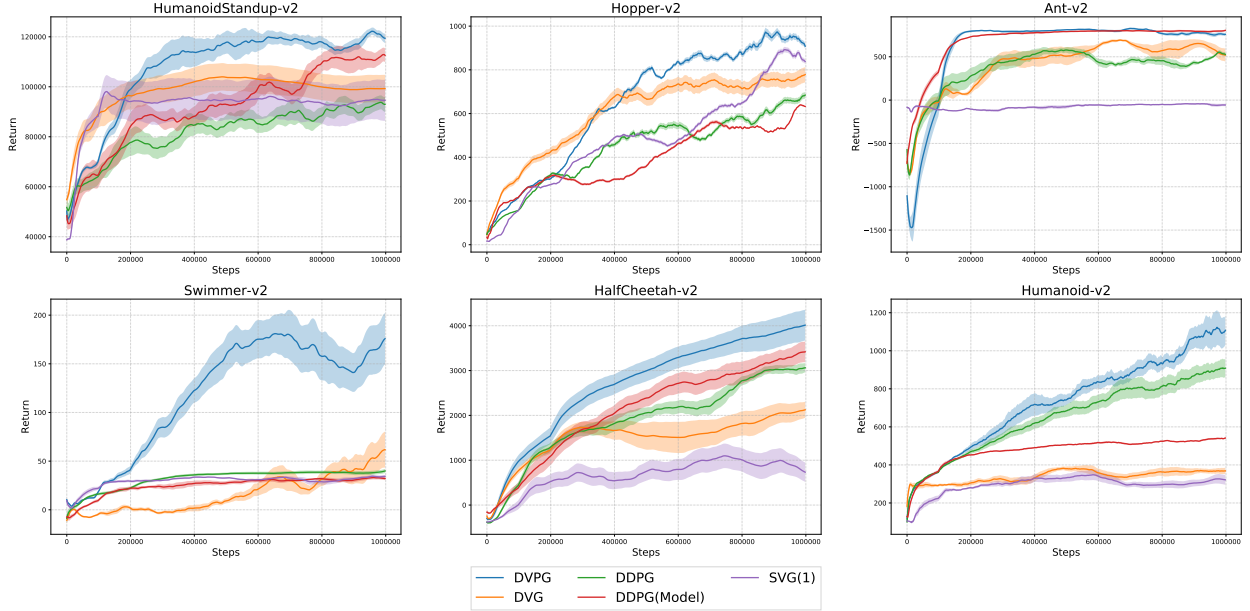 HumanoidStandup-v2
Return
120000
100000
80000
60000
40000
0
200000
400000
600000
800000
1000000
Steps
Hopper-v2
Return
1000
800
600
400
200
0
0
200000
400000
600000
800000
1000000
Steps
Ant-v2
Return
500
0
−500
−1000
−1500
0
200000
400000
600000
800000
1000000
Steps
Swimmer-v2
Return
200
150
100
50
0
0
200000
400000
600000
800000
1000000
Steps
HalfCheetah-v2
Return
4000
3000
2000
1000
0
0
200000
400000
600000
800000
1000000
Steps
Humanoid-v2
Return
1200
1000
800
600
400
200
0
200000
400000
600000
800000
1000000
Steps
DVPG
DDPG
SVG(1)
DVG
DDPG(Model)